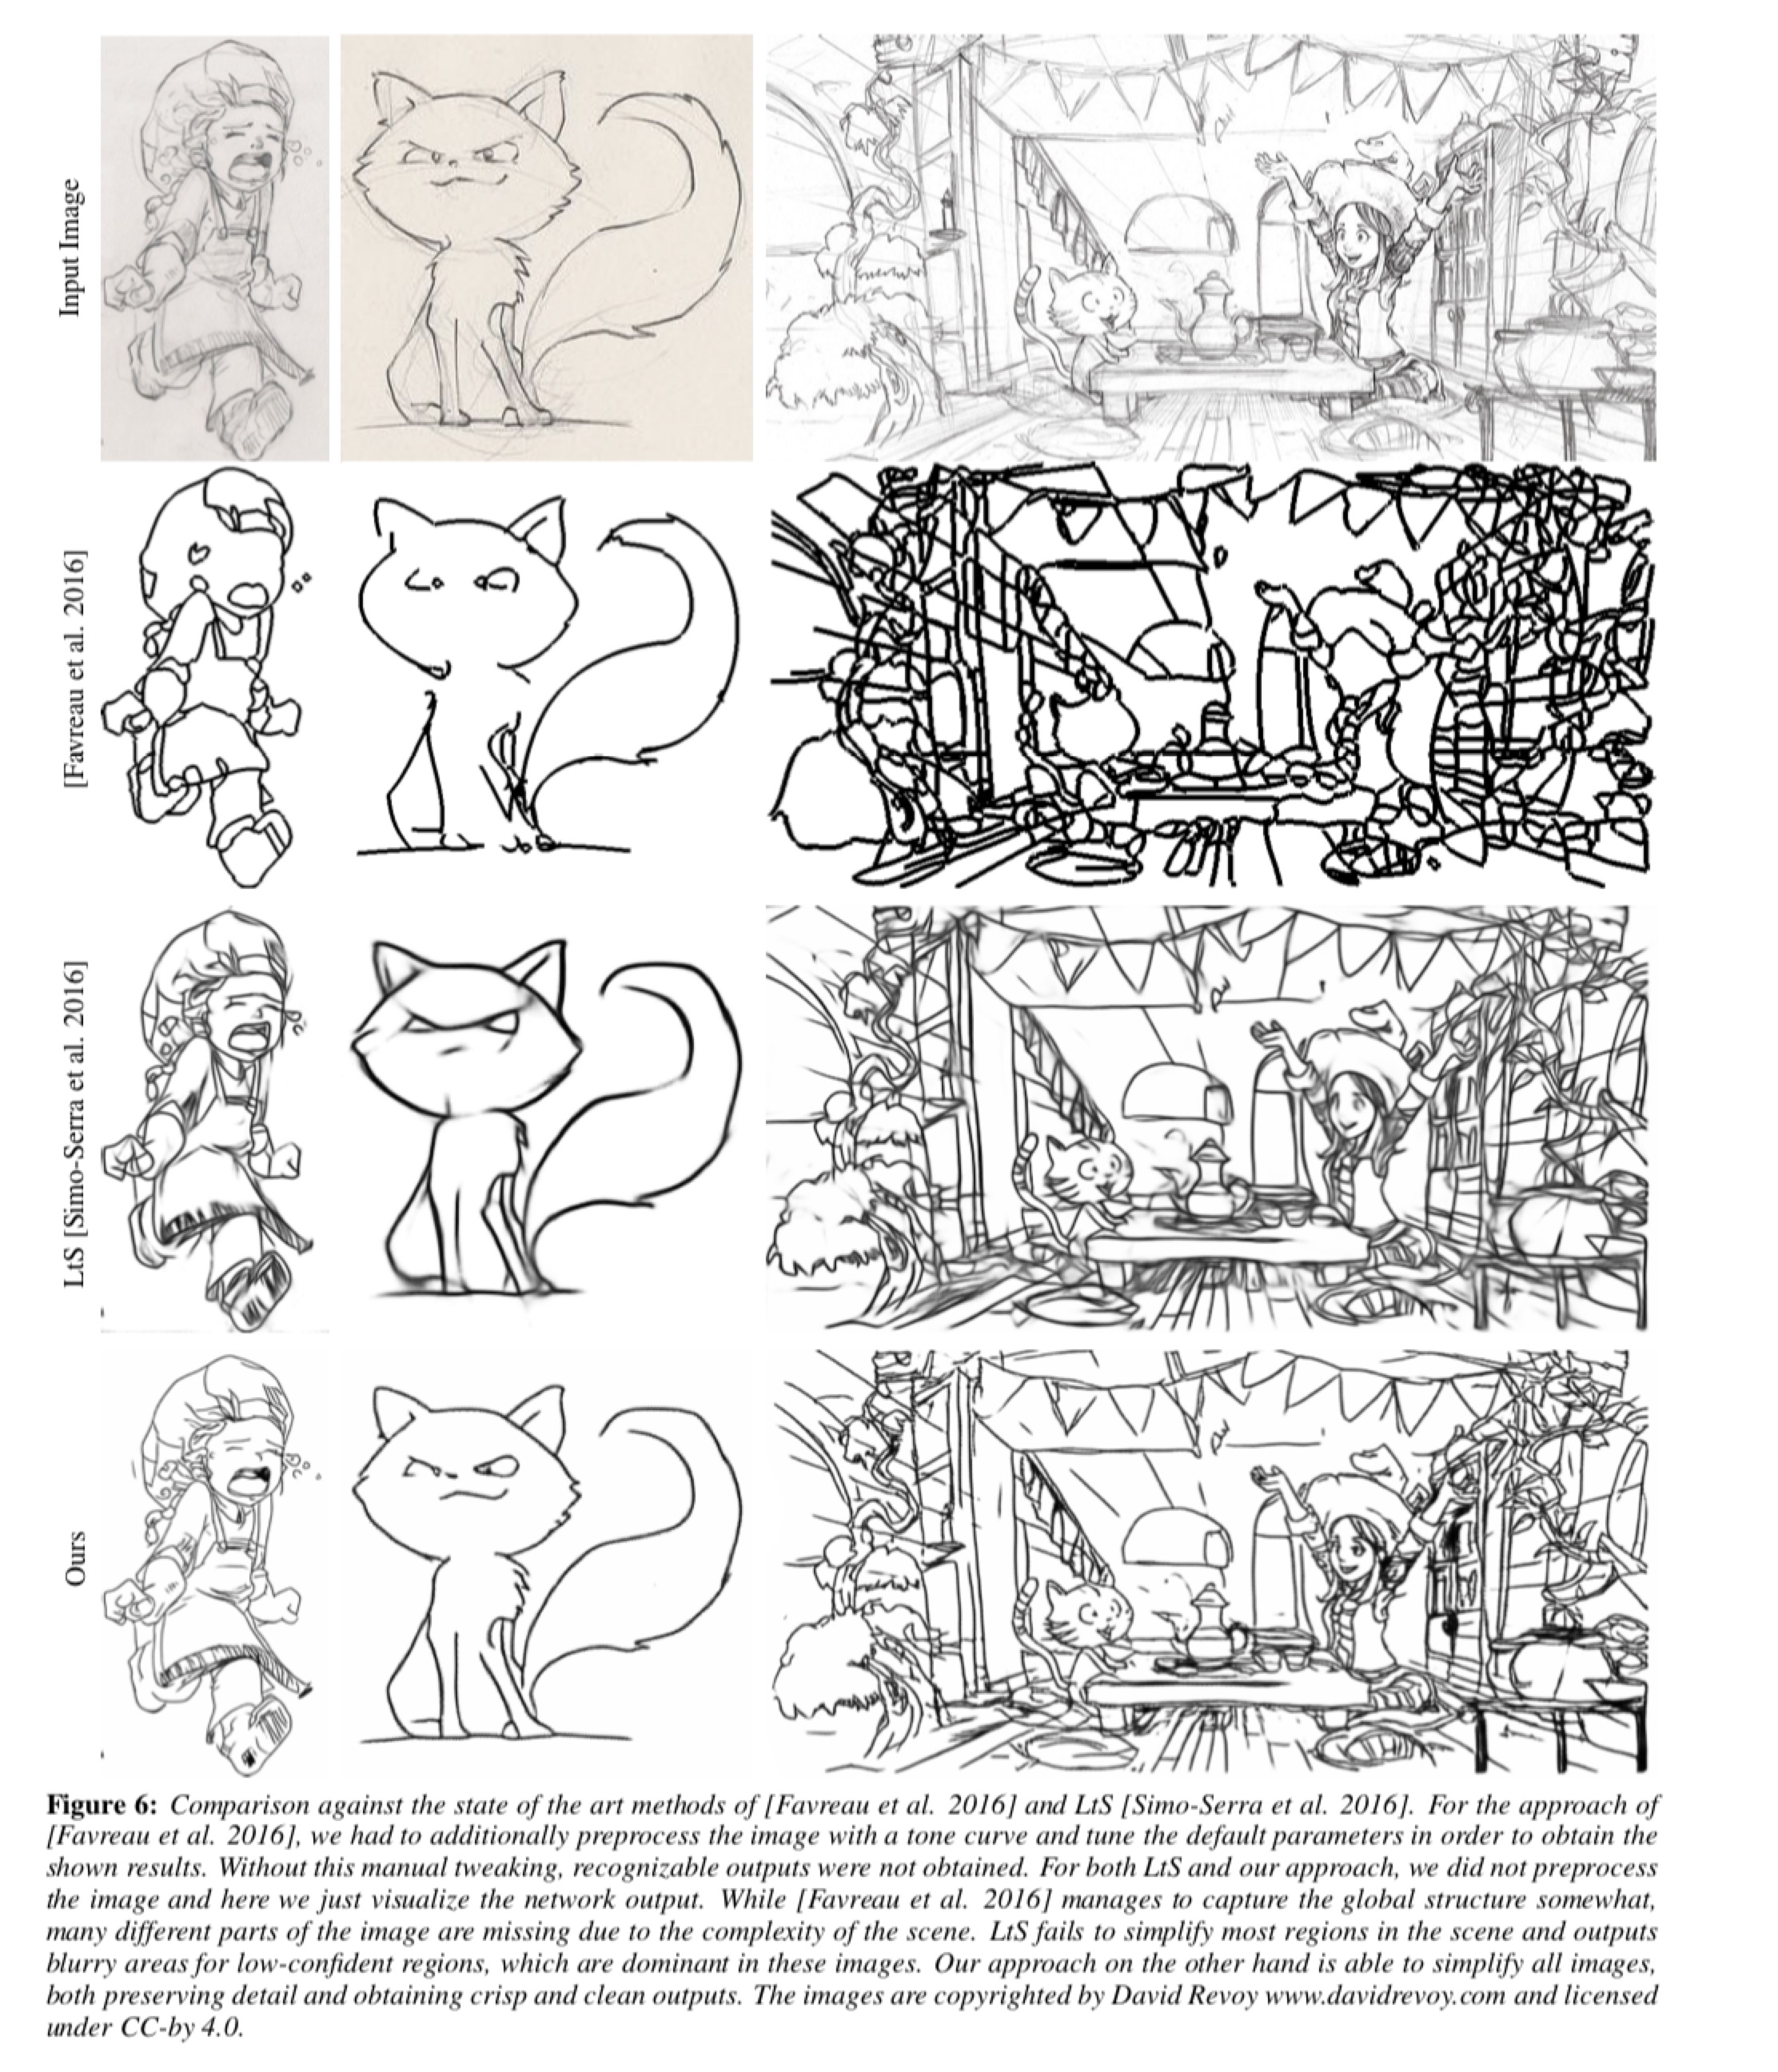 Input Image
[Favreau et al. 2016]
LtS [Simo-Serra et al. 2016]
Ours
Figure 6: Comparison against the state of the art methods of [Favreau et al. 2016] and LtS [Simo-Serra et al. 2016]. For the approach of
[Favreau et al. 2016], we had to additionally preprocess the image with a tone curve and tune the default parameters in order to obtain the
shown results. Without this manual tweaking, recognizable outputs were not obtained. For both LtS and our approach, we did not preprocess
the image and here we just visualize the network output. While [Favreau et al. 2016] manages to capture the global structure somewhat,
many different parts of the image are missing due to the complexity of the scene. LtS fails to simplify most regions in the scene and outputs
blurry areas for low-confident regions, which are dominant in these images. Our approach on the other hand is able to simplify all images,
both preserving detail and obtaining crisp and clean outputs. The images are copyrighted by David Revoy www.davidrevoy.com and licensed
under CC-by 4.0.